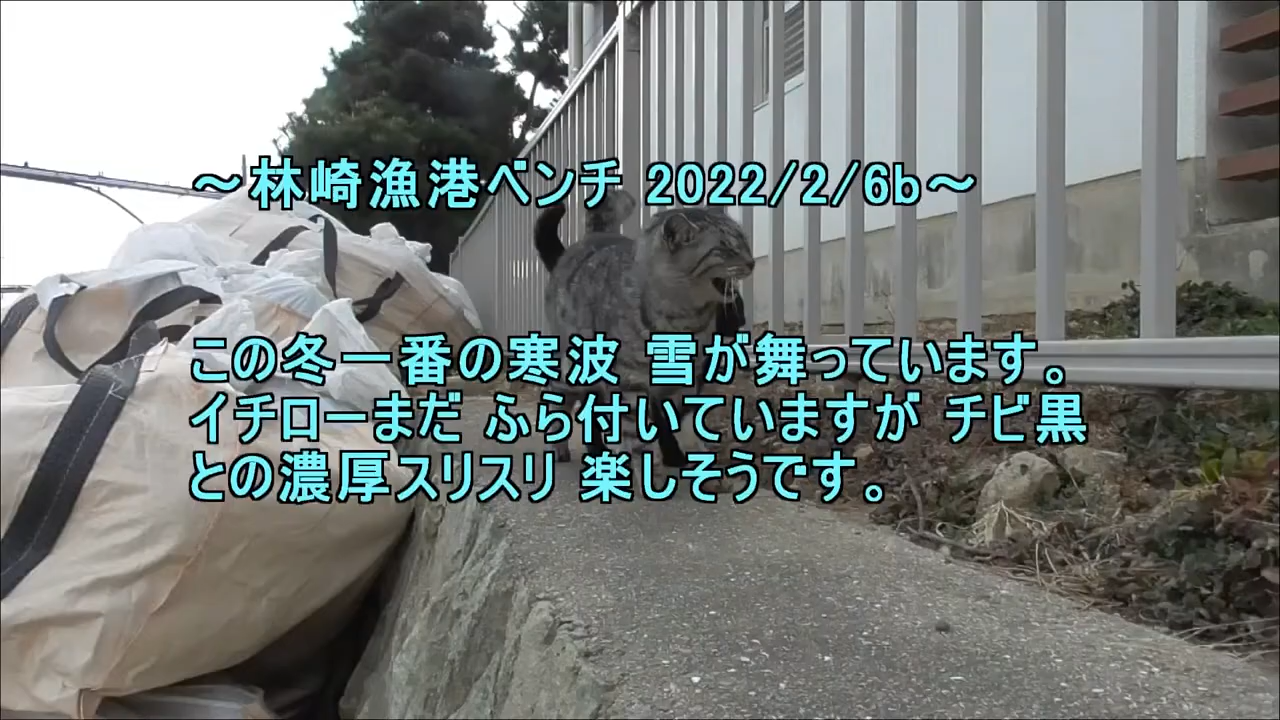 ～林崎漁港ベンチ 2022/2/6b～
この冬一番の寒波 雪が舞っています。
イチローまだ ふら付いていますが チビ黒
との濃厚スリスリ 楽しそうです。